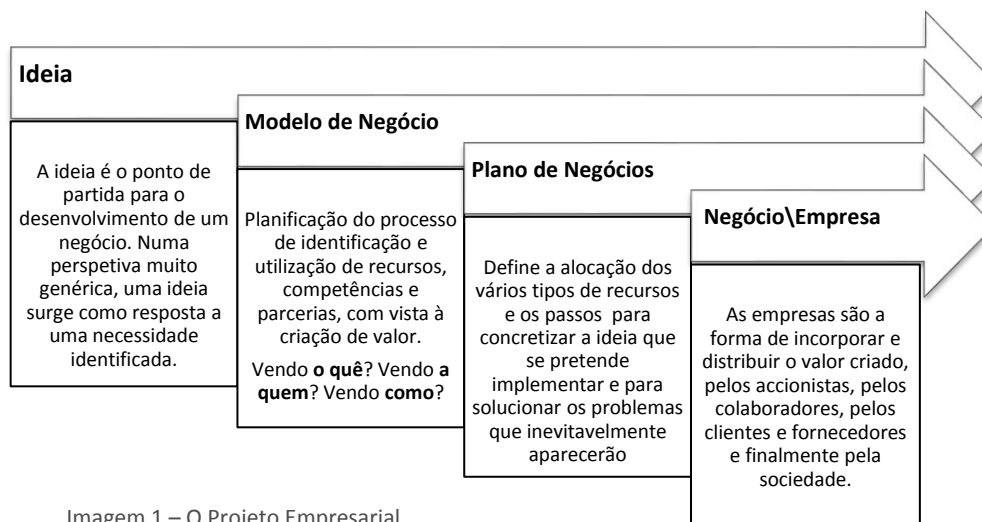 Ideia
A ideia é o ponto de
partida para o
desenvolvimento de um
negócio. Numa
perspetiva muito
genérica, uma ideia
surge como resposta a
uma necessidade
identificada.
Modelo de Negócio
Planificação do processo
de identificação e
utilização de recursos,
competências e
parcerias, com vista à
criação de valor.
Vendo o quê? Vendo a
quem? Vendo como?
Plano de Negócios
Define a alocação dos
vários tipos de recursos
e os passos para
concretizar a ideia que
se pretende
implementar e para
solucionar os problemas
que inevitavelmente
aparecerão
Negócio\Empresa
As empresas são a
forma de incorporar e
distribuir o valor criado,
pelos accionistas, pelos
colaboradores, pelos
clientes e fornecedores
e finalmente pela
sociedade.
Imagem 1 – O Projeto Empresarial